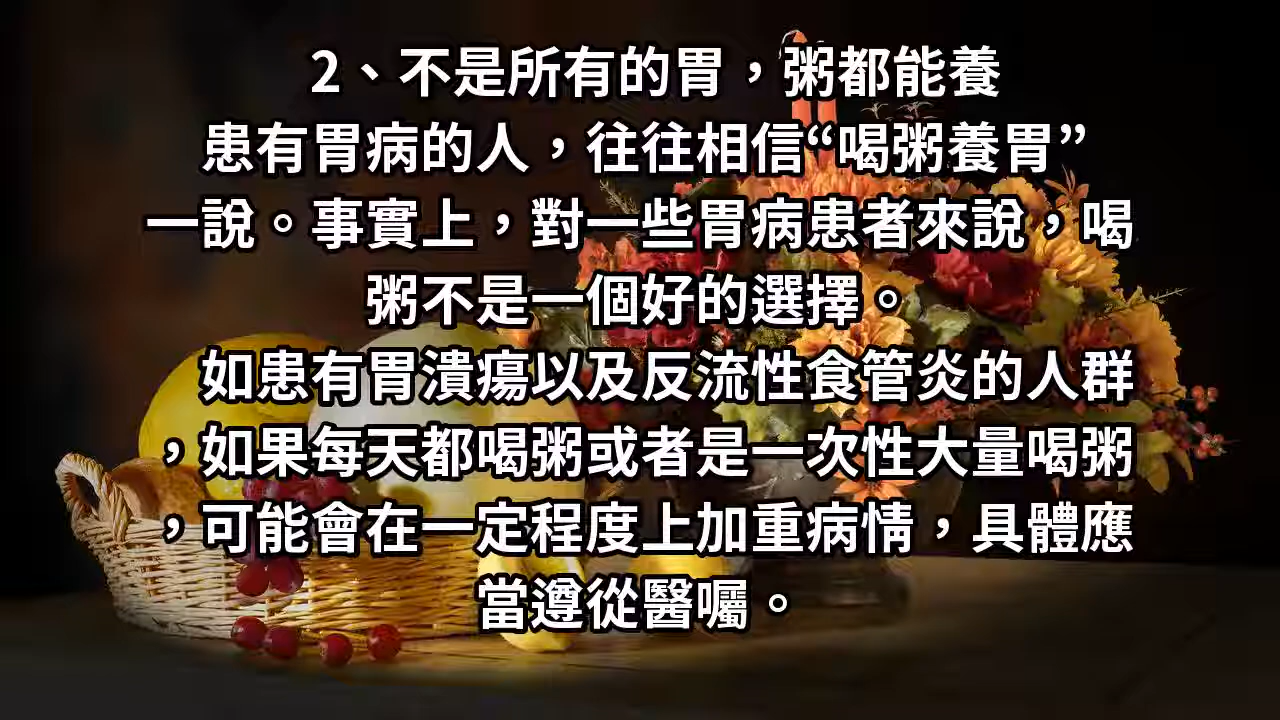 2、不是所有的胃，粥都能養
患有胃病的人，往往相信“喝粥養胃”
一說。事實上，對一些胃病患者來說，喝
粥不是一個好的選擇。
如患有胃潰瘍以及反流性食管炎的人群
，如果每天都喝粥或者是一次性大量喝粥
，可能會在一定程度上加重病情，具體應
當遵從醫囑。